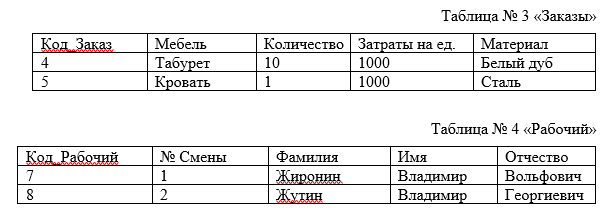 Таблица № 3 «Заказы»
Код_Заказ Мебель Количество Затраты на ед. Материал
4 Табурет 10 1000 Белый дуб
5 Кровать 1 1000 Сталь
Таблица № 4 «Рабочий»
Код_Рабочий № Смены Фамилия Имя Отчество
7 1 Жиронин Владимир Вольфович
8 2 Жутин Владимир Георгиевич